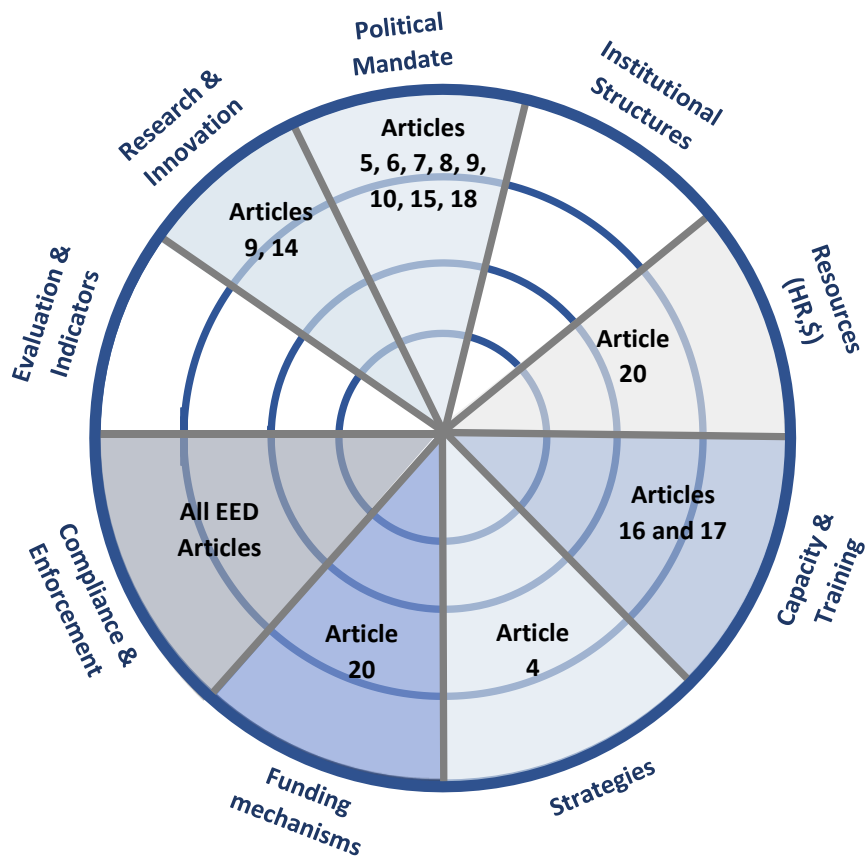 Political
Mandate
Institutional
Structures
Research &
Innovation
Articles
5, 6, 7, 8, 9,
10, 15, 18
Articles
9, 14
Resources
(HR,$)
Evaluation &
Indicators
Article
20
Articles
16 and 17
All EED
Articles
Capacity &
Training
Compliance &
Enforcement
Article
20
Article
4
Funding
mechanisms
Strategies